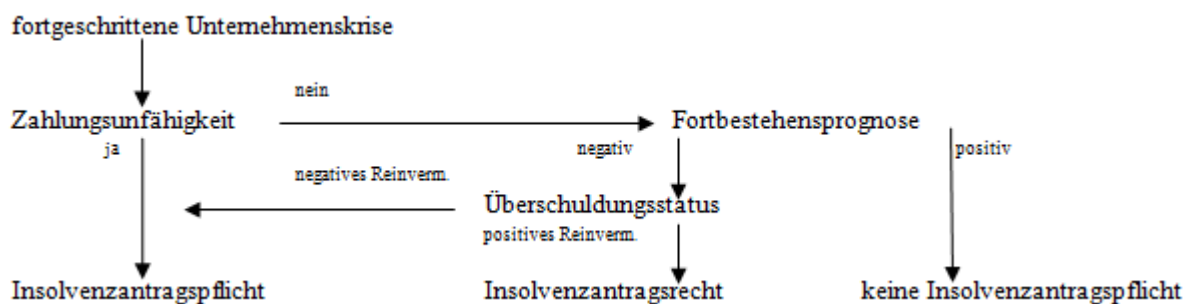 fortgeschrittene Unternehmenskrise
nein
Zahlungsunfähigkeit
Fortbestehensprognose
ja
negativ
positiv
negatives Reinverm.
Überschuldungsstatus
positives Reinverm.
Insolvenzantragspflicht
Insolvenzantragsrecht
keine Insolvenzantragspflicht